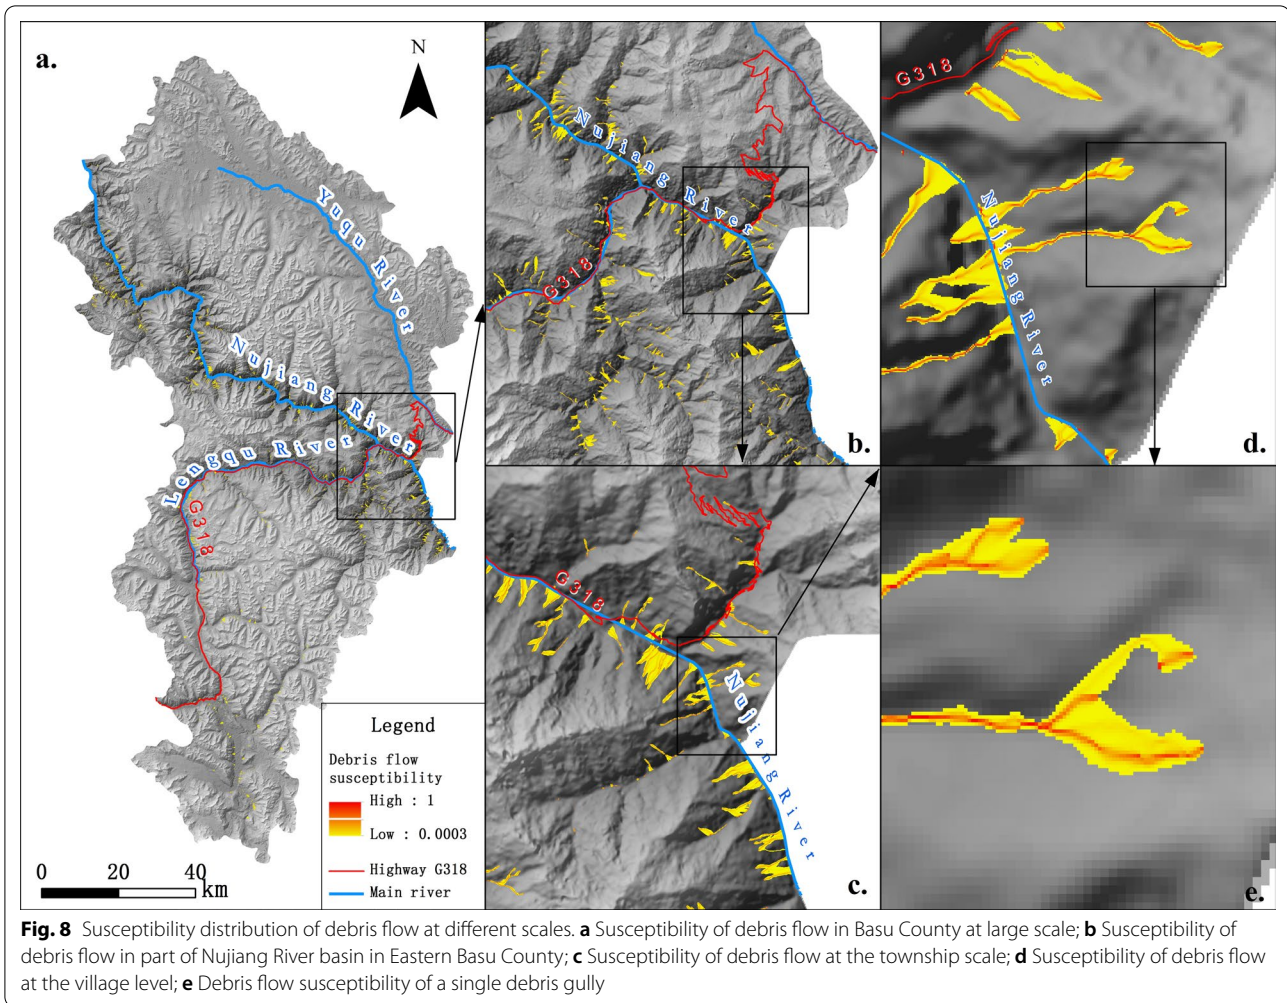 a.
N
Yuqu River
Nujiang River
Lengqu River
G318
Legend
Debris flow
susceptibility
High : 1
Low : 0.0003
Highway G318
Main river
0 20 40
km
Nujiang River
G318
b.
G318
Nujiang River
c.
G318
Nujiang River
d.
e.
Fig. 8 Susceptibility distribution of debris flow at different scales. a Susceptibility of debris flow in Basu County at large scale; b Susceptibility of
debris flow in part of Nujiang River basin in Eastern Basu County; c Susceptibility of debris flow at the township scale; d Susceptibility of debris flow
at the village level; e Debris flow susceptibility of a single debris gully